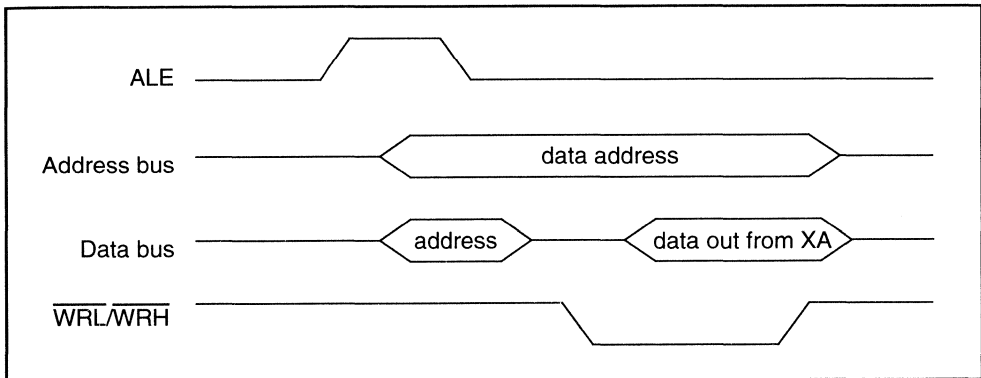 ALE
Address bus
data address
Data bus
address
data out from XA
WRL/WRH